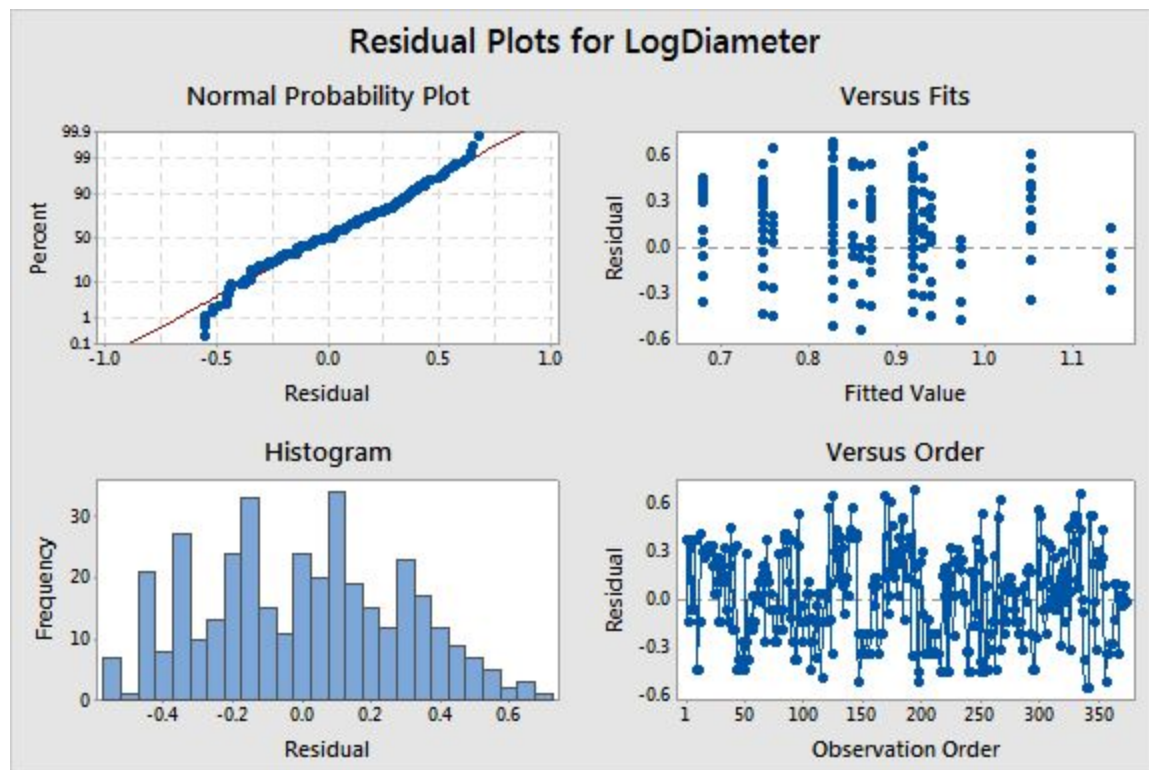 Residual Plots for LogDiameter
Normal Probability Plot
99.9
99
90
50
10
1
0.1
Percent
-1.0 -0.5 0.0 0.5 1.0
Residual
Versus Fits
0.6
0.3
0.0
-0.3
-0.6
Residual
0.7 0.8 0.9 1.0 1.1
Fitted Value
Histogram
30
20
10
0
Frequency
-0.4 -0.2 0.0 0.2 0.4 0.6
Residual
Versus Order
0.6
0.3
0.0
-0.3
-0.6
Residual
1 50 100 150 200 250 300 350
Observation Order